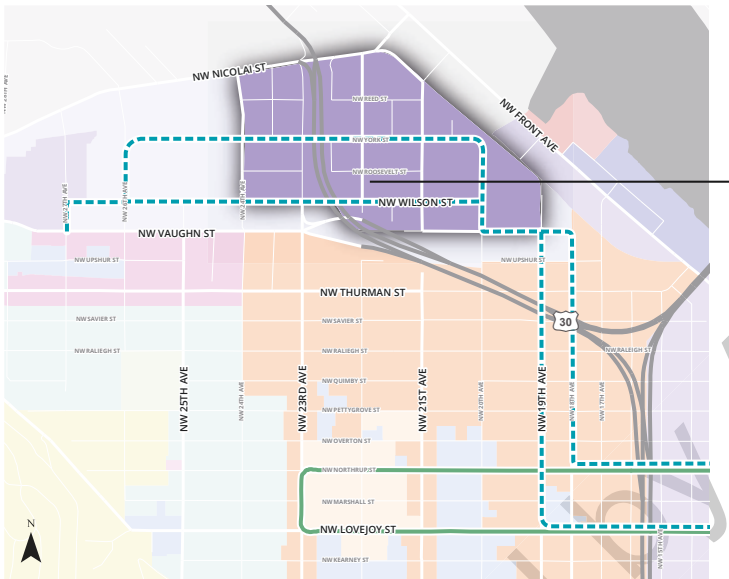 NW NICOLAI ST
NW REED ST
NW FRONT AVE
NW YORK ST
NW ROOSEVELT ST
NW 27TH AVE
NW 26TH AVE
NW 24TH AVE
NW WILSON ST
NW VAUGHN ST
NW UPSHUR ST
NW UPSHUR ST
NW THURMAN ST
NW SAVIER ST
NW SAVIER ST
30
NW RALIEGH ST
NW RALIEGH ST
NW RALEIGH ST
NW 25TH AVE
NW 24TH AVE
NW 23RD AVE
NW QUIMBY ST
NW 21ST AVE
NW 20TH AVE
NW 19TH AVE
NW 18TH AVE
NW 17TH AVE
NW PETTYGROVE ST
NW OVERTON ST
NW NORTHRUP ST
NW MARSHALL ST
NW LOVEJOY ST
NW 15TH AVE
NW KEARNEY ST
N